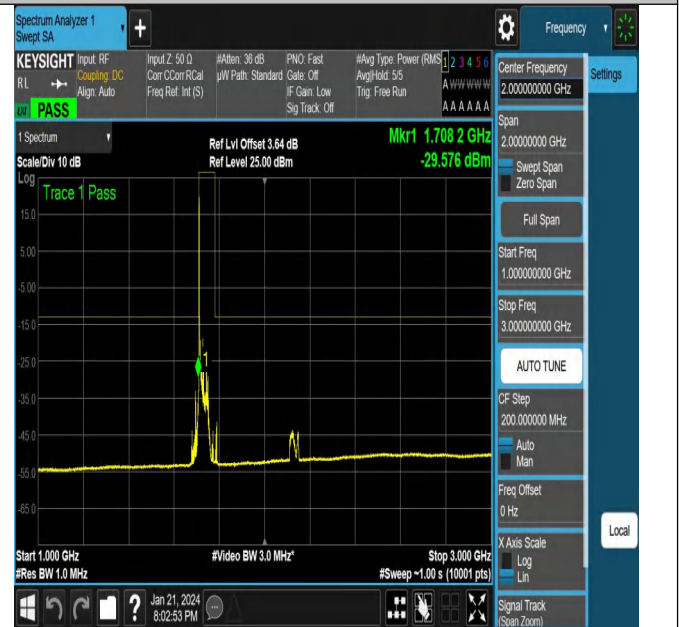 Spectrum Analyzer 1
Swept SA
+
Frequency
KEYSIGHT
RL
LXI
PASS
Input: RF
Coupling: DC
Align: Auto
Input Z: 50 Ω
Corr CCorr RCal
Freq Ref: Int (S)
#Atten: 36 dB
µW Path: Standard
PNO: Fast
Gate: Off
IF Gain: Low
Sig Track: Off
#Avg Type: Power (RMS
Avg|Hold: 5/5
Trig: Free Run
1 2 3 4 5 6
A W W W W W
A A A A A A
Center Frequency
2.000000000 GHz
Settings
Span
2.00000000 GHz
Swept Span
Zero Span
Full Span
Start Freq
1.000000000 GHz
Stop Freq
3.000000000 GHz
AUTO TUNE
CF Step
200.000000 MHz
Auto
Man
Freq Offset
0 Hz
X Axis Scale
Log
Lin
Signal Track
(Span Zoom)
Local
1 Spectrum
Scale/Div 10 dB
Log
Ref Lvl Offset 3.64 dB
Ref Level 25.00 dBm
Mkr1 1.708 2 GHz
-29.576 dBm
Trace 1 Pass
15.0
5.00
-5.00
-15.0
-25.0
-35.0
-45.0
-55.0
-65.0
1
Start 1.000 GHz
#Res BW 1.0 MHz
#Video BW 3.0 MHz*
Stop 3.000 GHz
#Sweep ~1.00 s (10001 pts)
?
Jan 21, 2024
8:02:53 PM